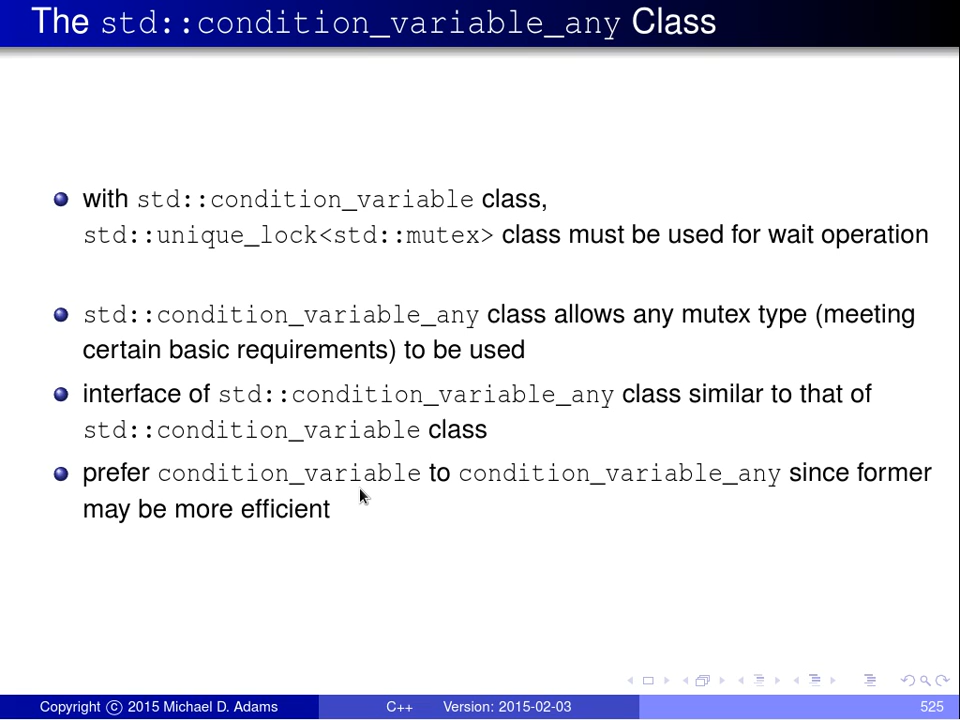 The std::condition_variable_any Class
with std::condition_variable class,
std::unique_lock<std::mutex> class must be used for wait operation
std::condition_variable_any class allows any mutex type (meeting
certain basic requirements) to be used
interface of std::condition_variable_any class similar to that of
std::condition_variable class
prefer condition_variable to condition_variable_any since former
may be more efficient
Copyright © 2015 Michael D. Adams C++ Version: 2015-02-03 525